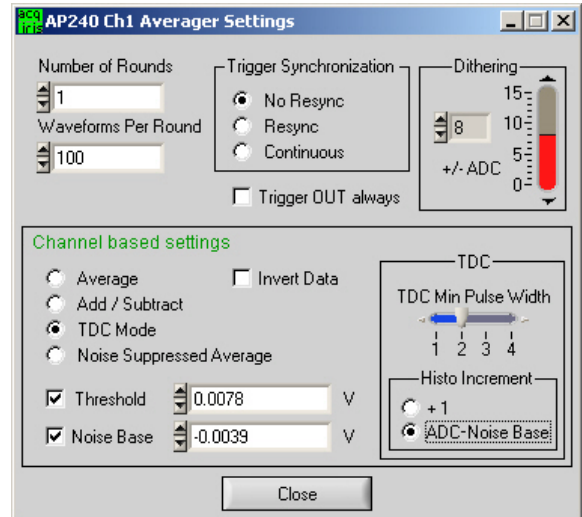 acq iris AP240 Ch1 Averager Settings
Number of Rounds
1
Waveforms Per Round
100
Trigger Synchronization
No Resync
Resync
Continuous
Trigger OUT always
Dithering
15
10
5
0
8
+/- ADC
Channel based settings
Average
Add / Subtract
TDC Mode
Noise Suppressed Average
Invert Data
Threshold 0.0078 V
Noise Base -0.0039 V
TDC
TDC Min Pulse Width
1 2 3 4
Histo Increment
+ 1
ADC-Noise Base
Close